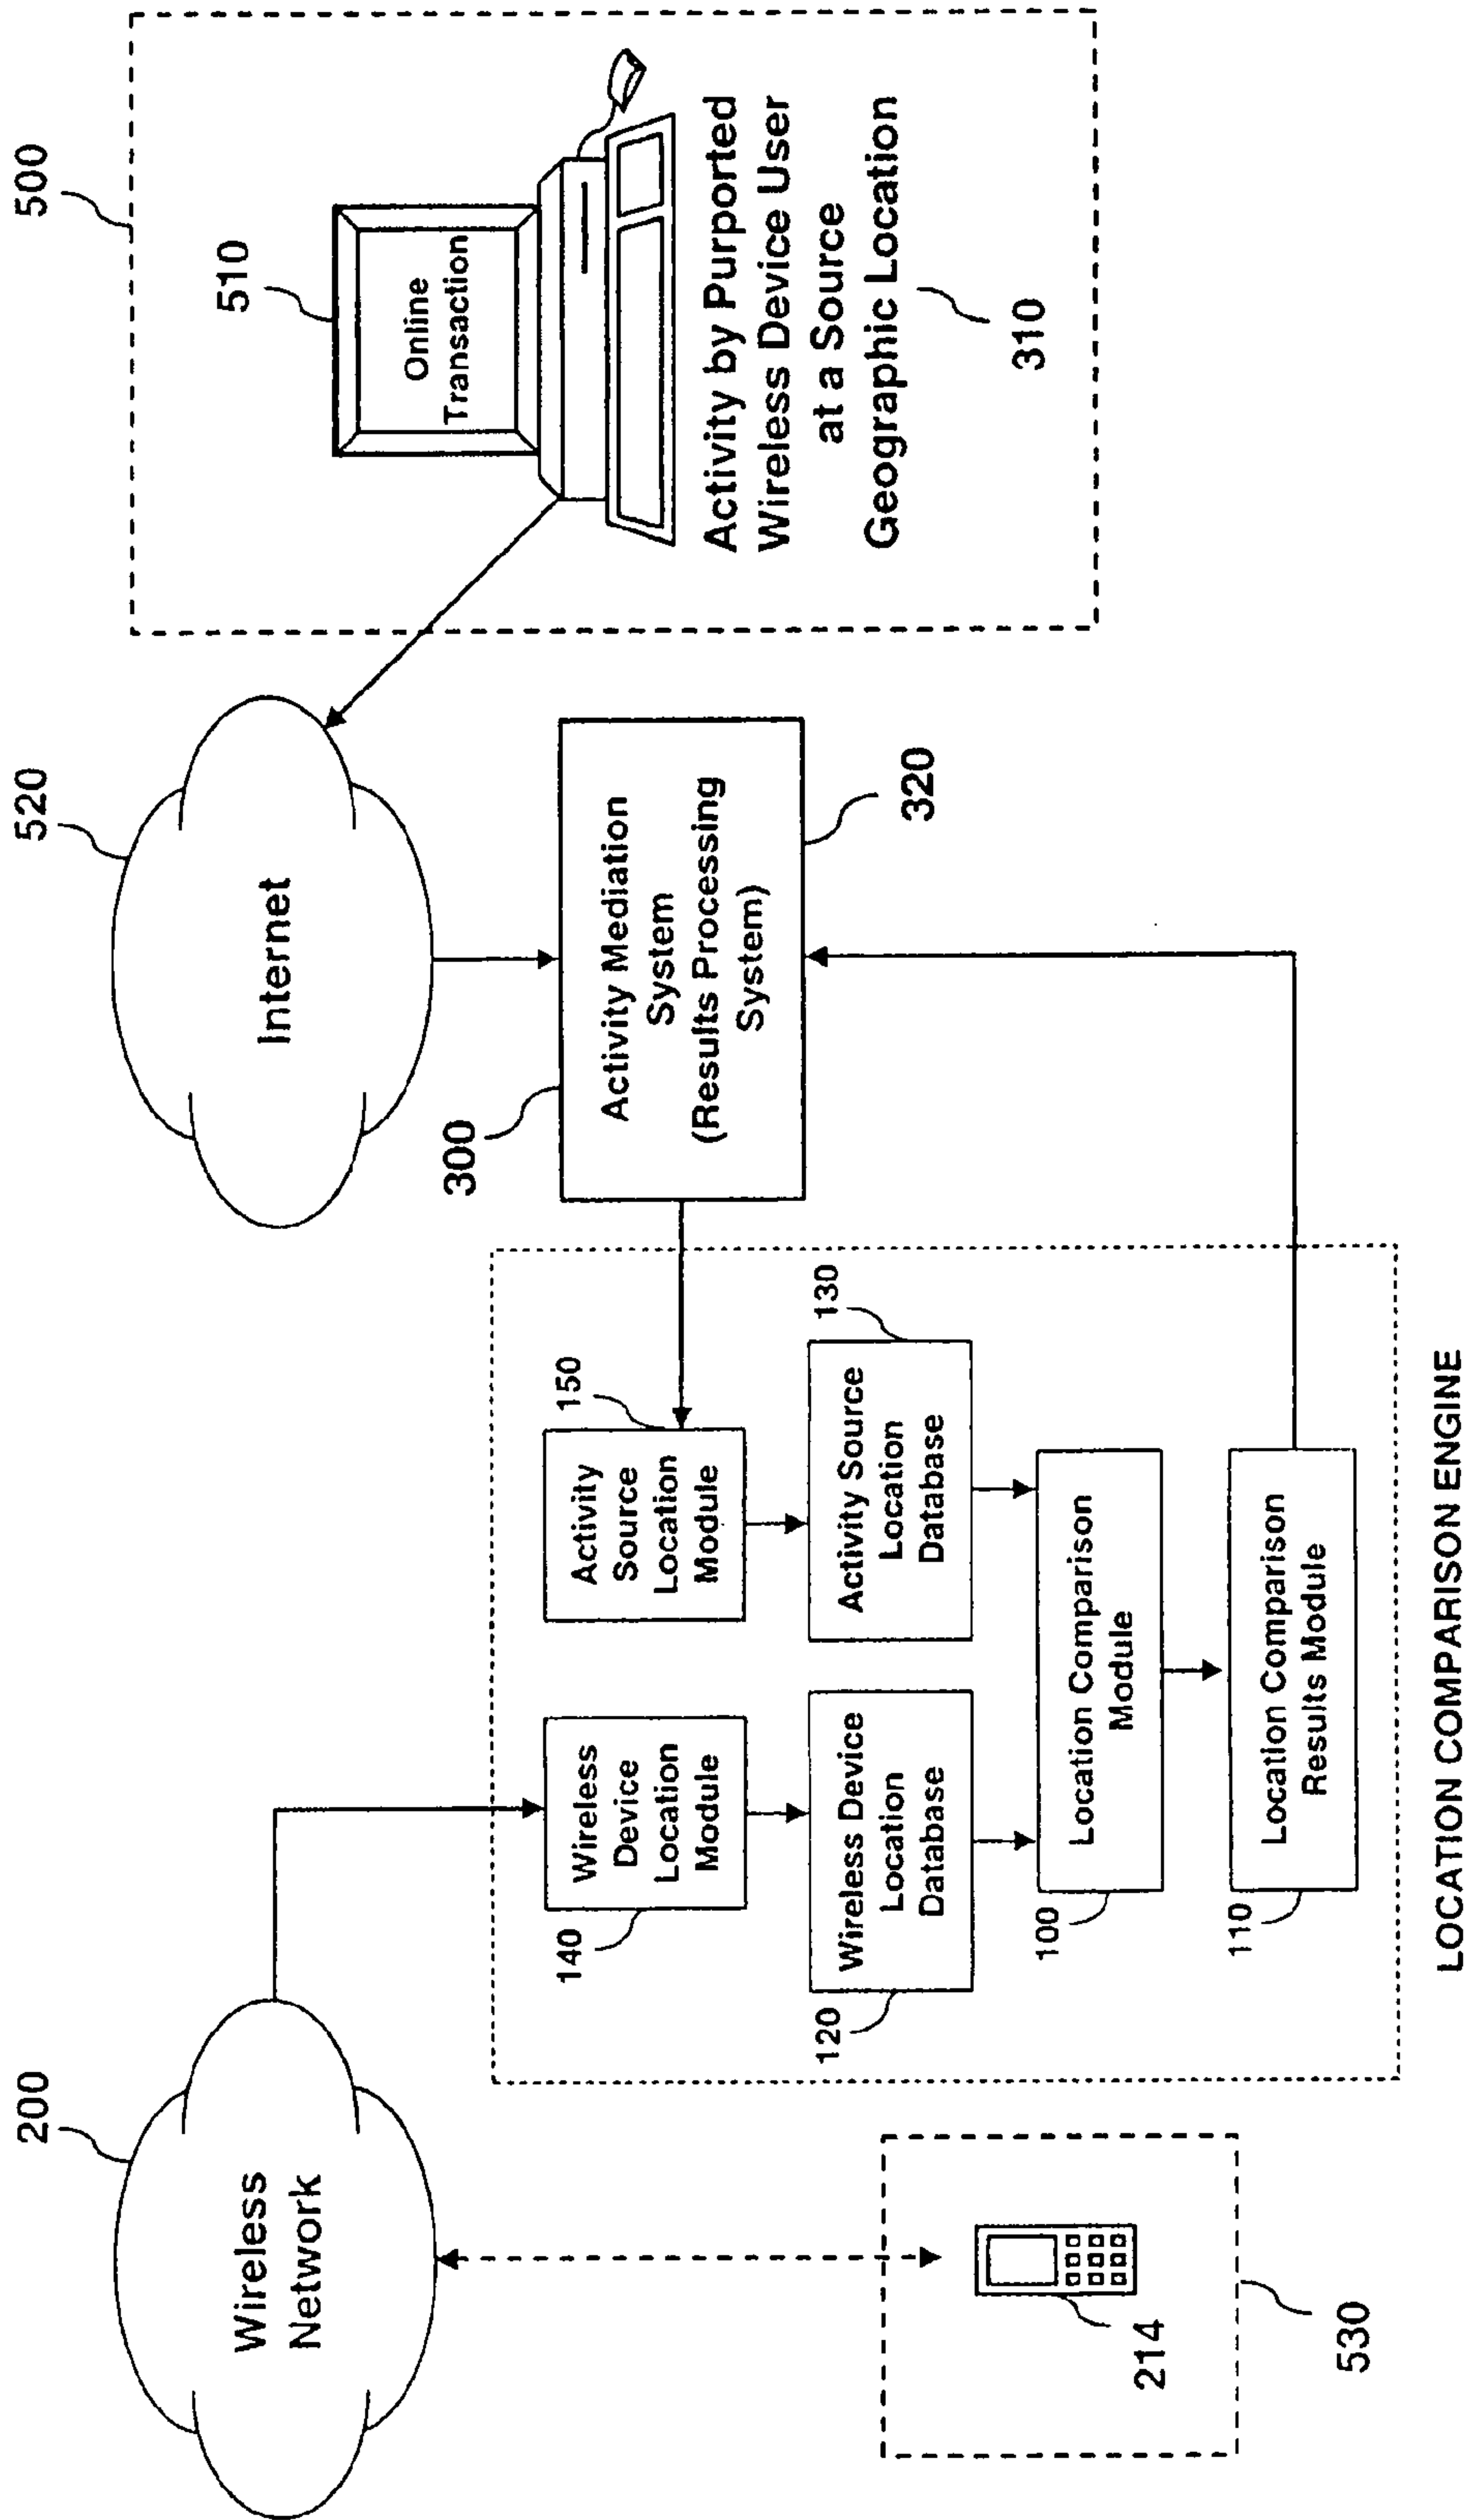 200
Wireless
Network
520
Internet
500
510
Online
Transaction
Activity by Purported
Wireless Device User
at a Source
Geographic Location
310
300
Activity Mediation
System
(Results Processing
System)
320
140
Wireless
Device
Location
Module
150
Activity
Source
Location
Module
120
Wireless Device
Location
Database
130
Activity Source
Location
Database
100
Location Comparison
Module
110
Location Comparison
Results Module
LOCATION COMPARISON ENGINE
214
530